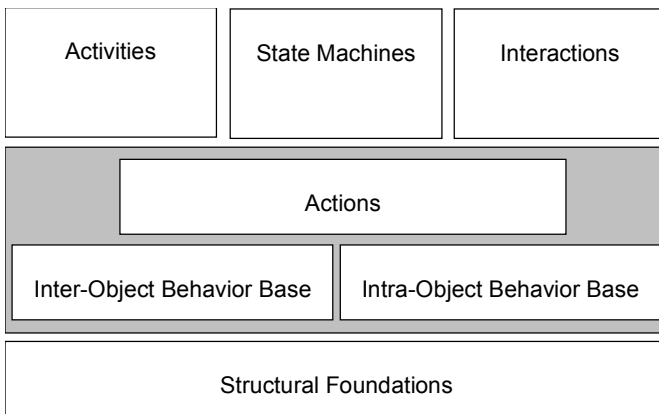 Activities
State Machines
Interactions
Actions
Inter-Object Behavior Base
Intra-Object Behavior Base
Structural Foundations